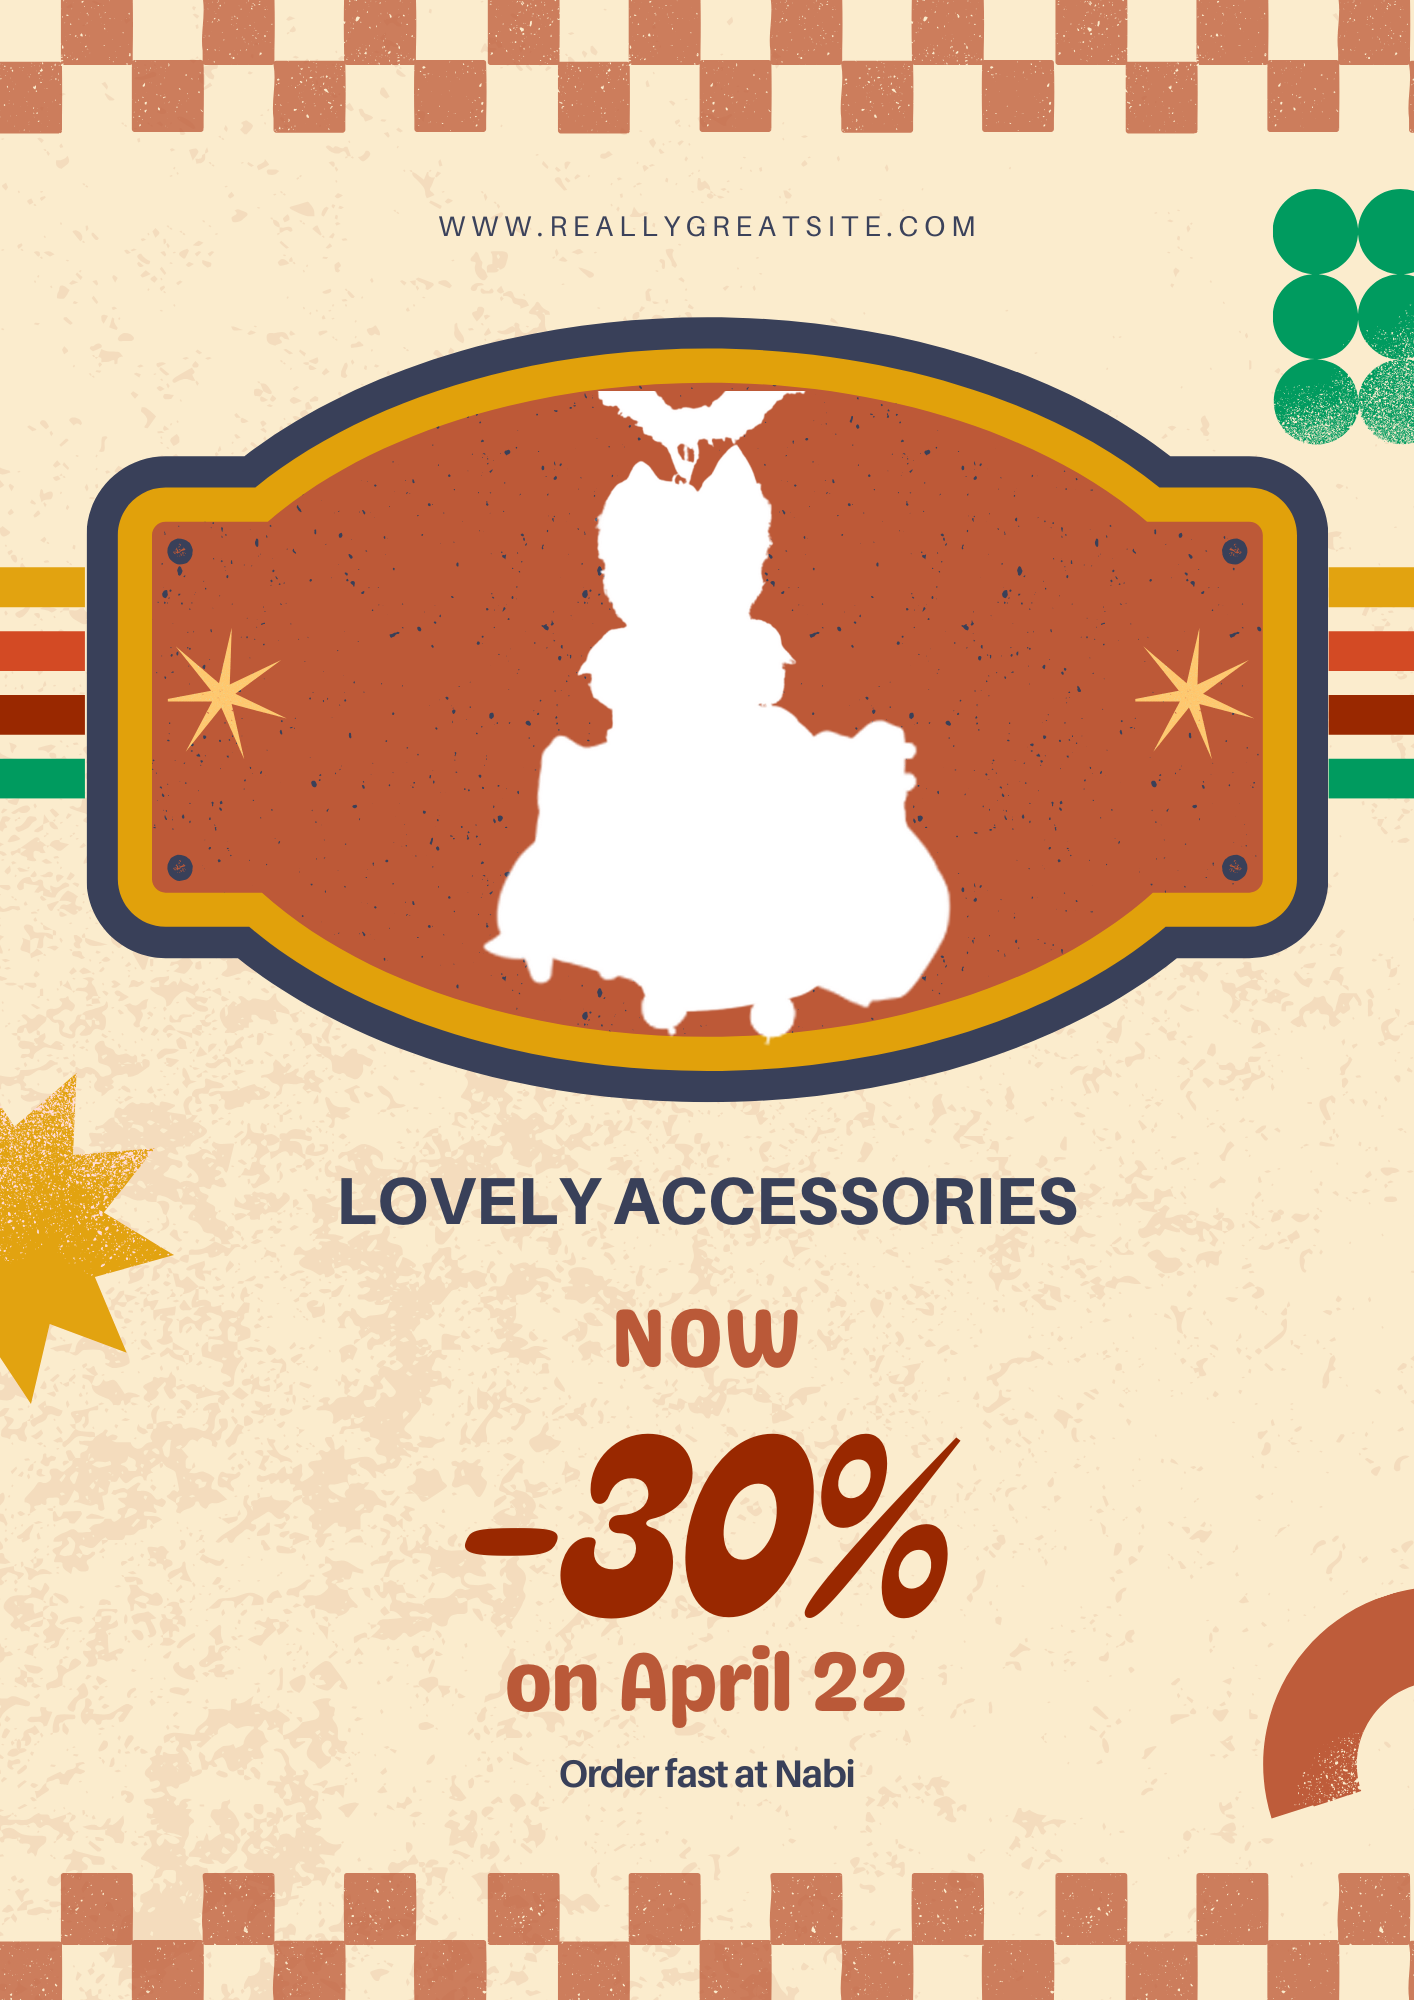 WWW.REALLYGREATSITE.COM
LOVELY ACCESSORIES
NOW
-30%
on April 22
Order fast at Nabi